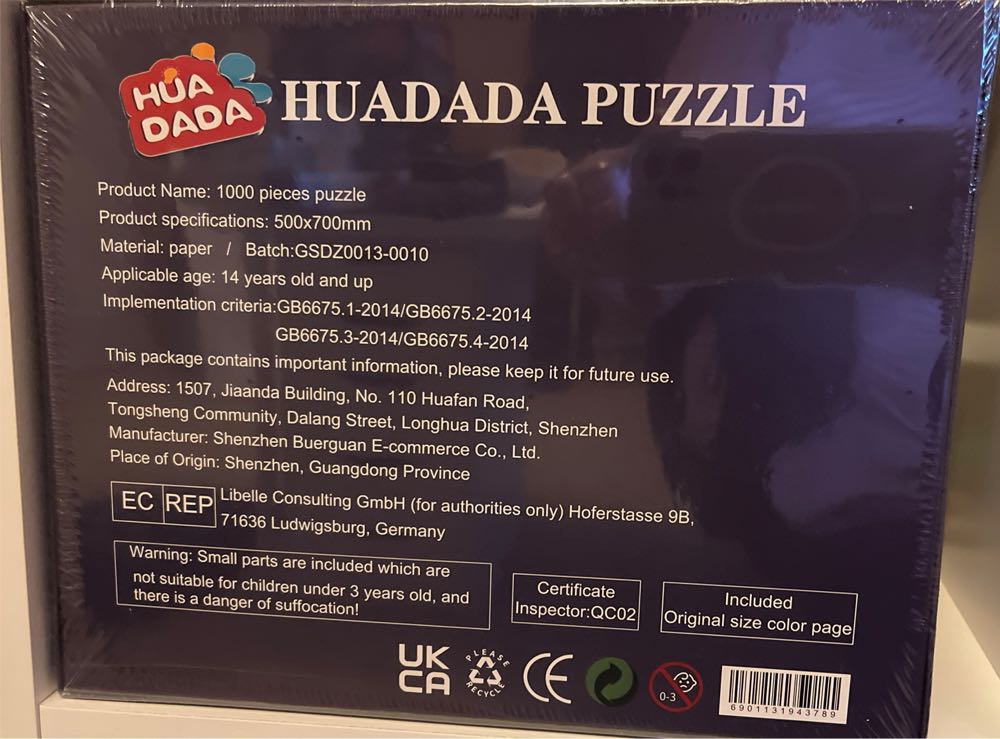 HUA
DADA
HUADADA PUZZLE
Product Name: 1000 pieces puzzle
Product specifications: 500x700mm
Material: paper / Batch:GSDZ0013-0010
Applicable age: 14 years old and up
Implementation criteria:GB6675.1-2014/GB6675.2-2014
GB6675.3-2014/GB6675.4-2014
This package contains important information, please keep it for future use.
Address: 1507, Jiaanda Building, No. 110 Huafan Road,
Tongsheng Community, Dalang Street, Longhua District, Shenzhen
Manufacturer: Shenzhen Buerguan E-commerce Co., Ltd.
Place of Origin: Shenzhen, Guangdong Province
EC REP
Libelle Consulting GmbH (for authorities only) Hoferstasse 9B,
71636 Ludwigsburg, Germany
Warning: Small parts are included which are
not suitable for children under 3 years old, and
there is a danger of suffocation!
Certificate
Inspector:QC02
Included
Original size color page
UK
CA
PLEASE
RECYCLE
CE
0-3
6901131943789